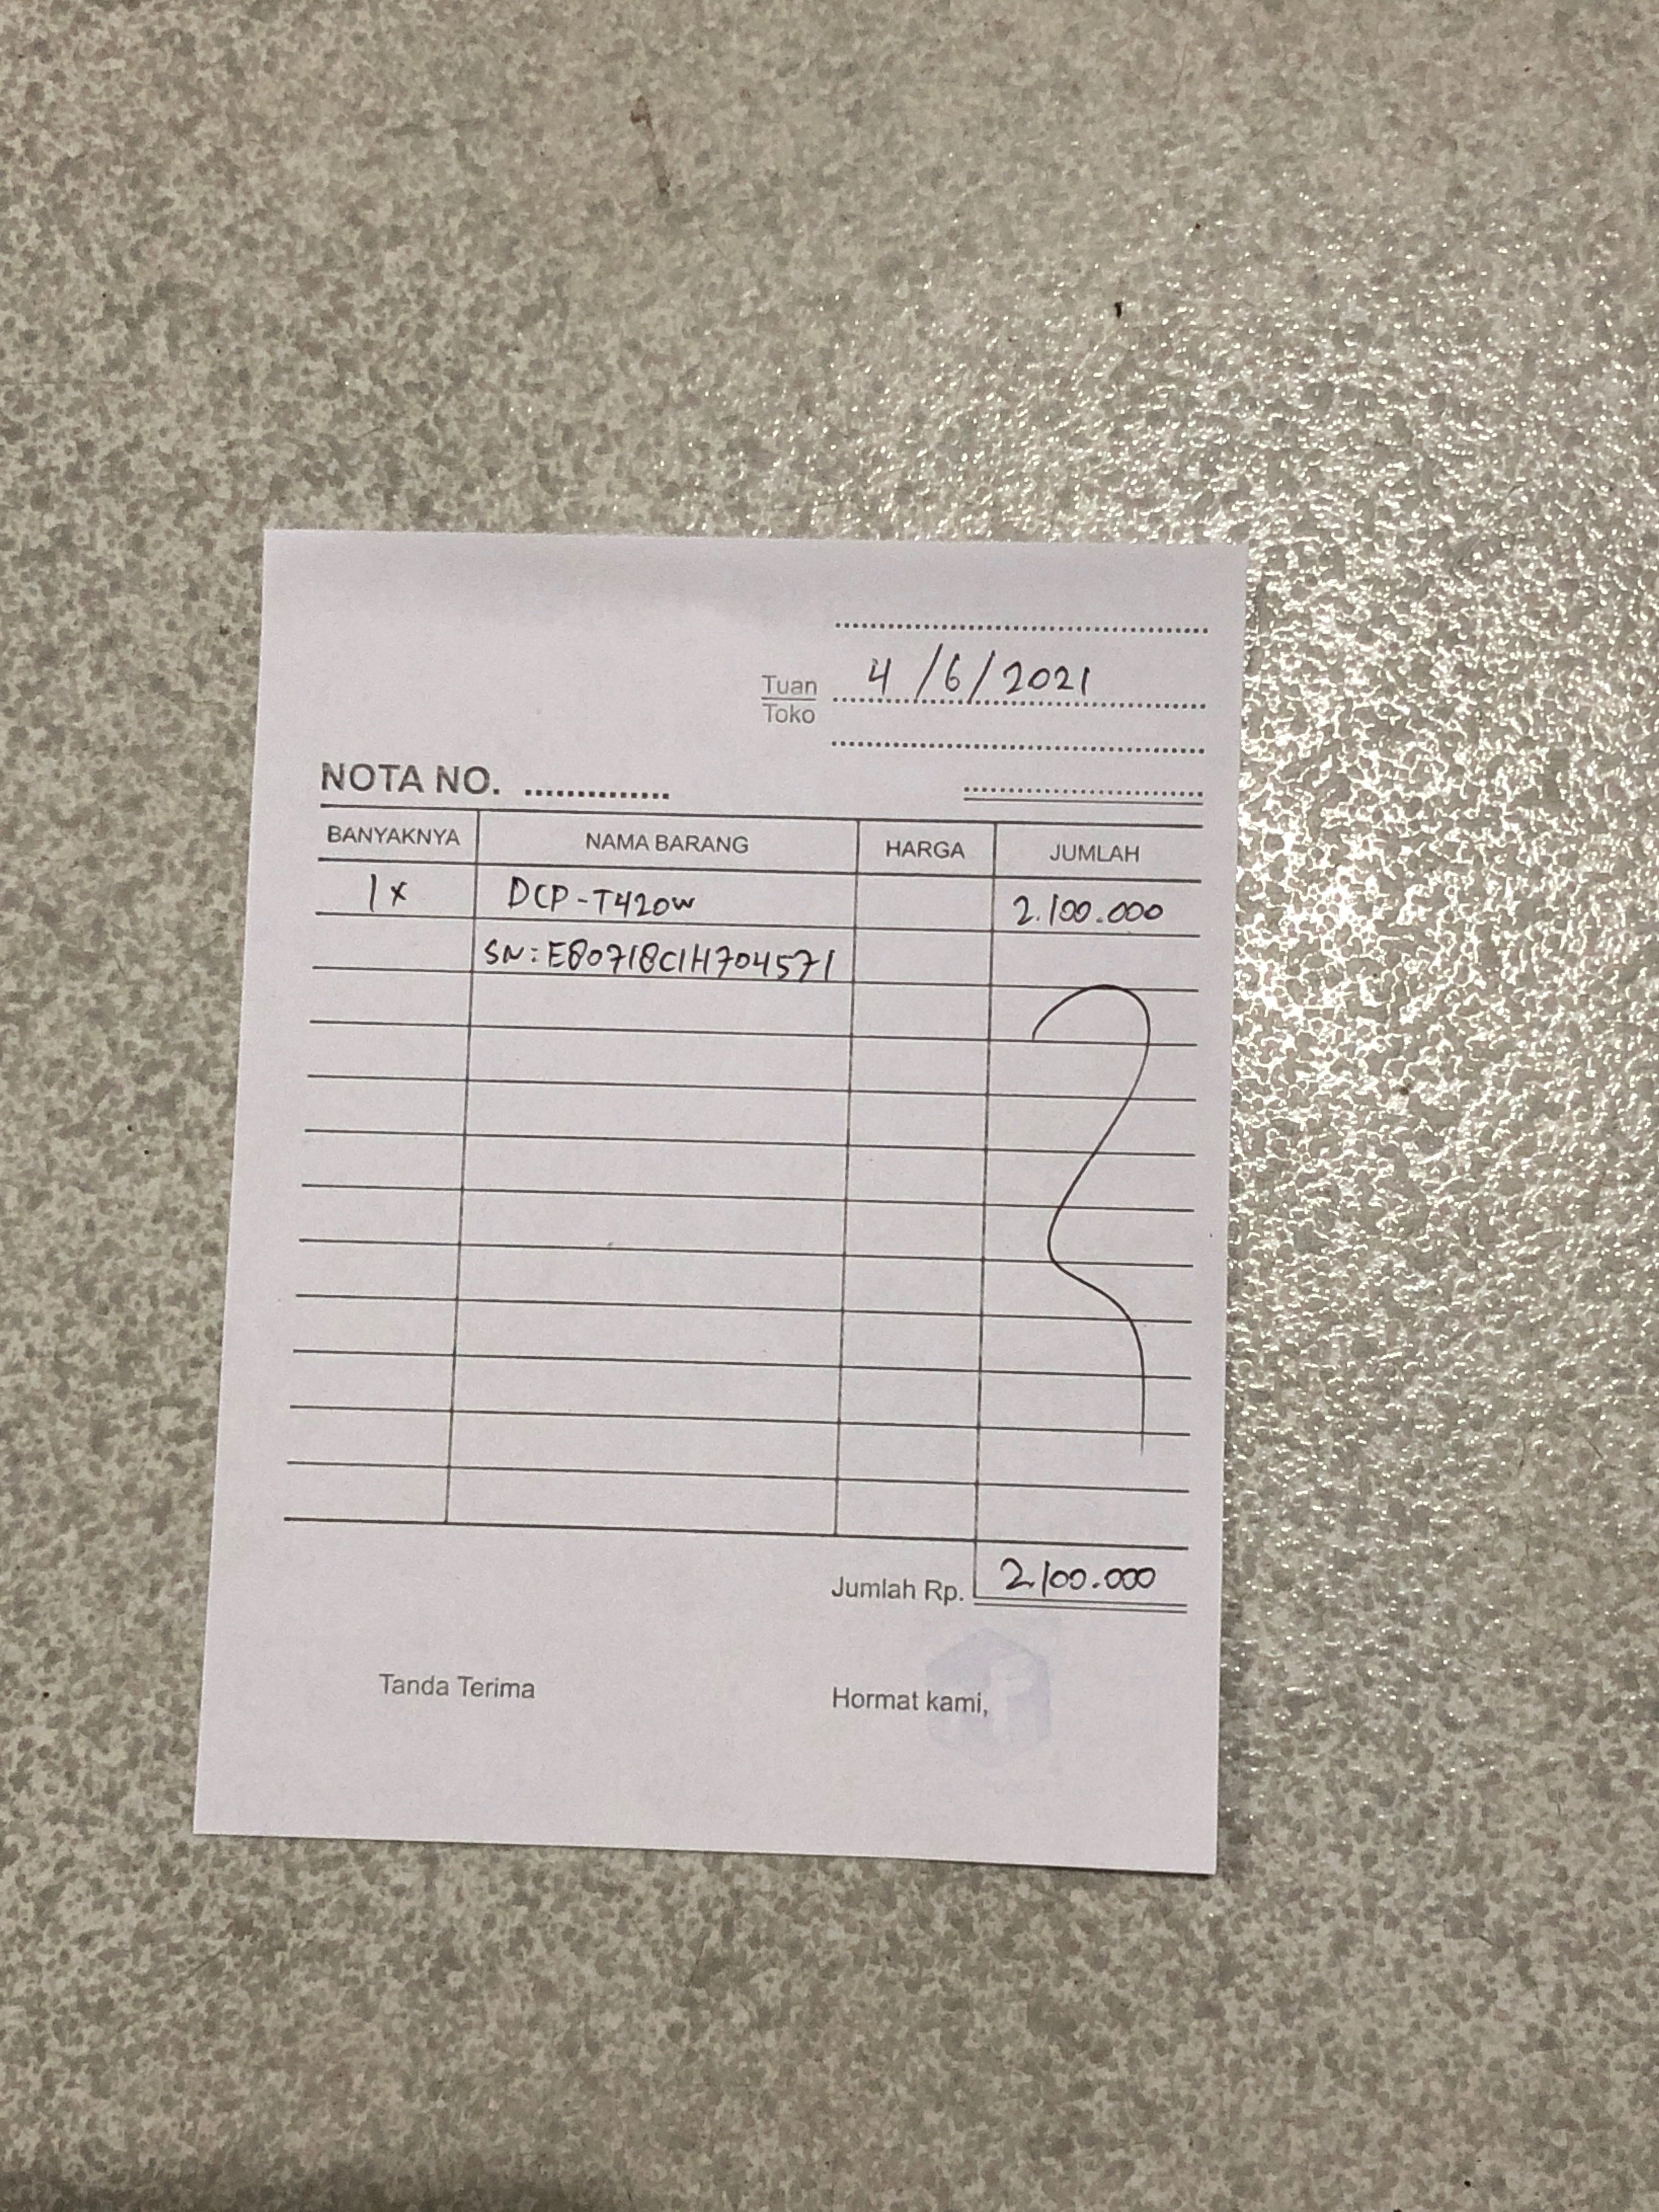 4/6/2021
Tuan
Toko
NOTA NO. ..............
BANYAKNYA NAMA BARANG HARGA JUMLAH
1x DCP-T420W 2.100.000
SN: E80718C1H704571
Jumlah Rp. 2.100.000
Tanda Terima Hormat kami,